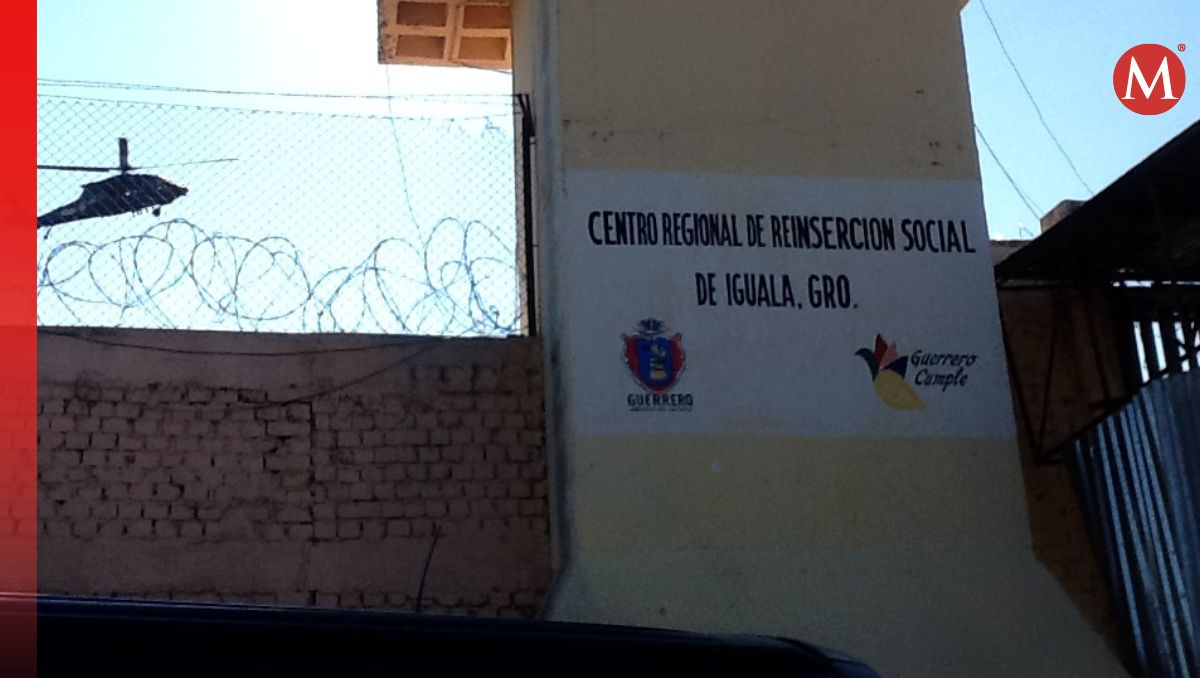 CENTRO REGIONAL DE REINSERCION SOCIAL
DE IGUALA, GRO.
GUERRERO
Guerrero
Cumple
M